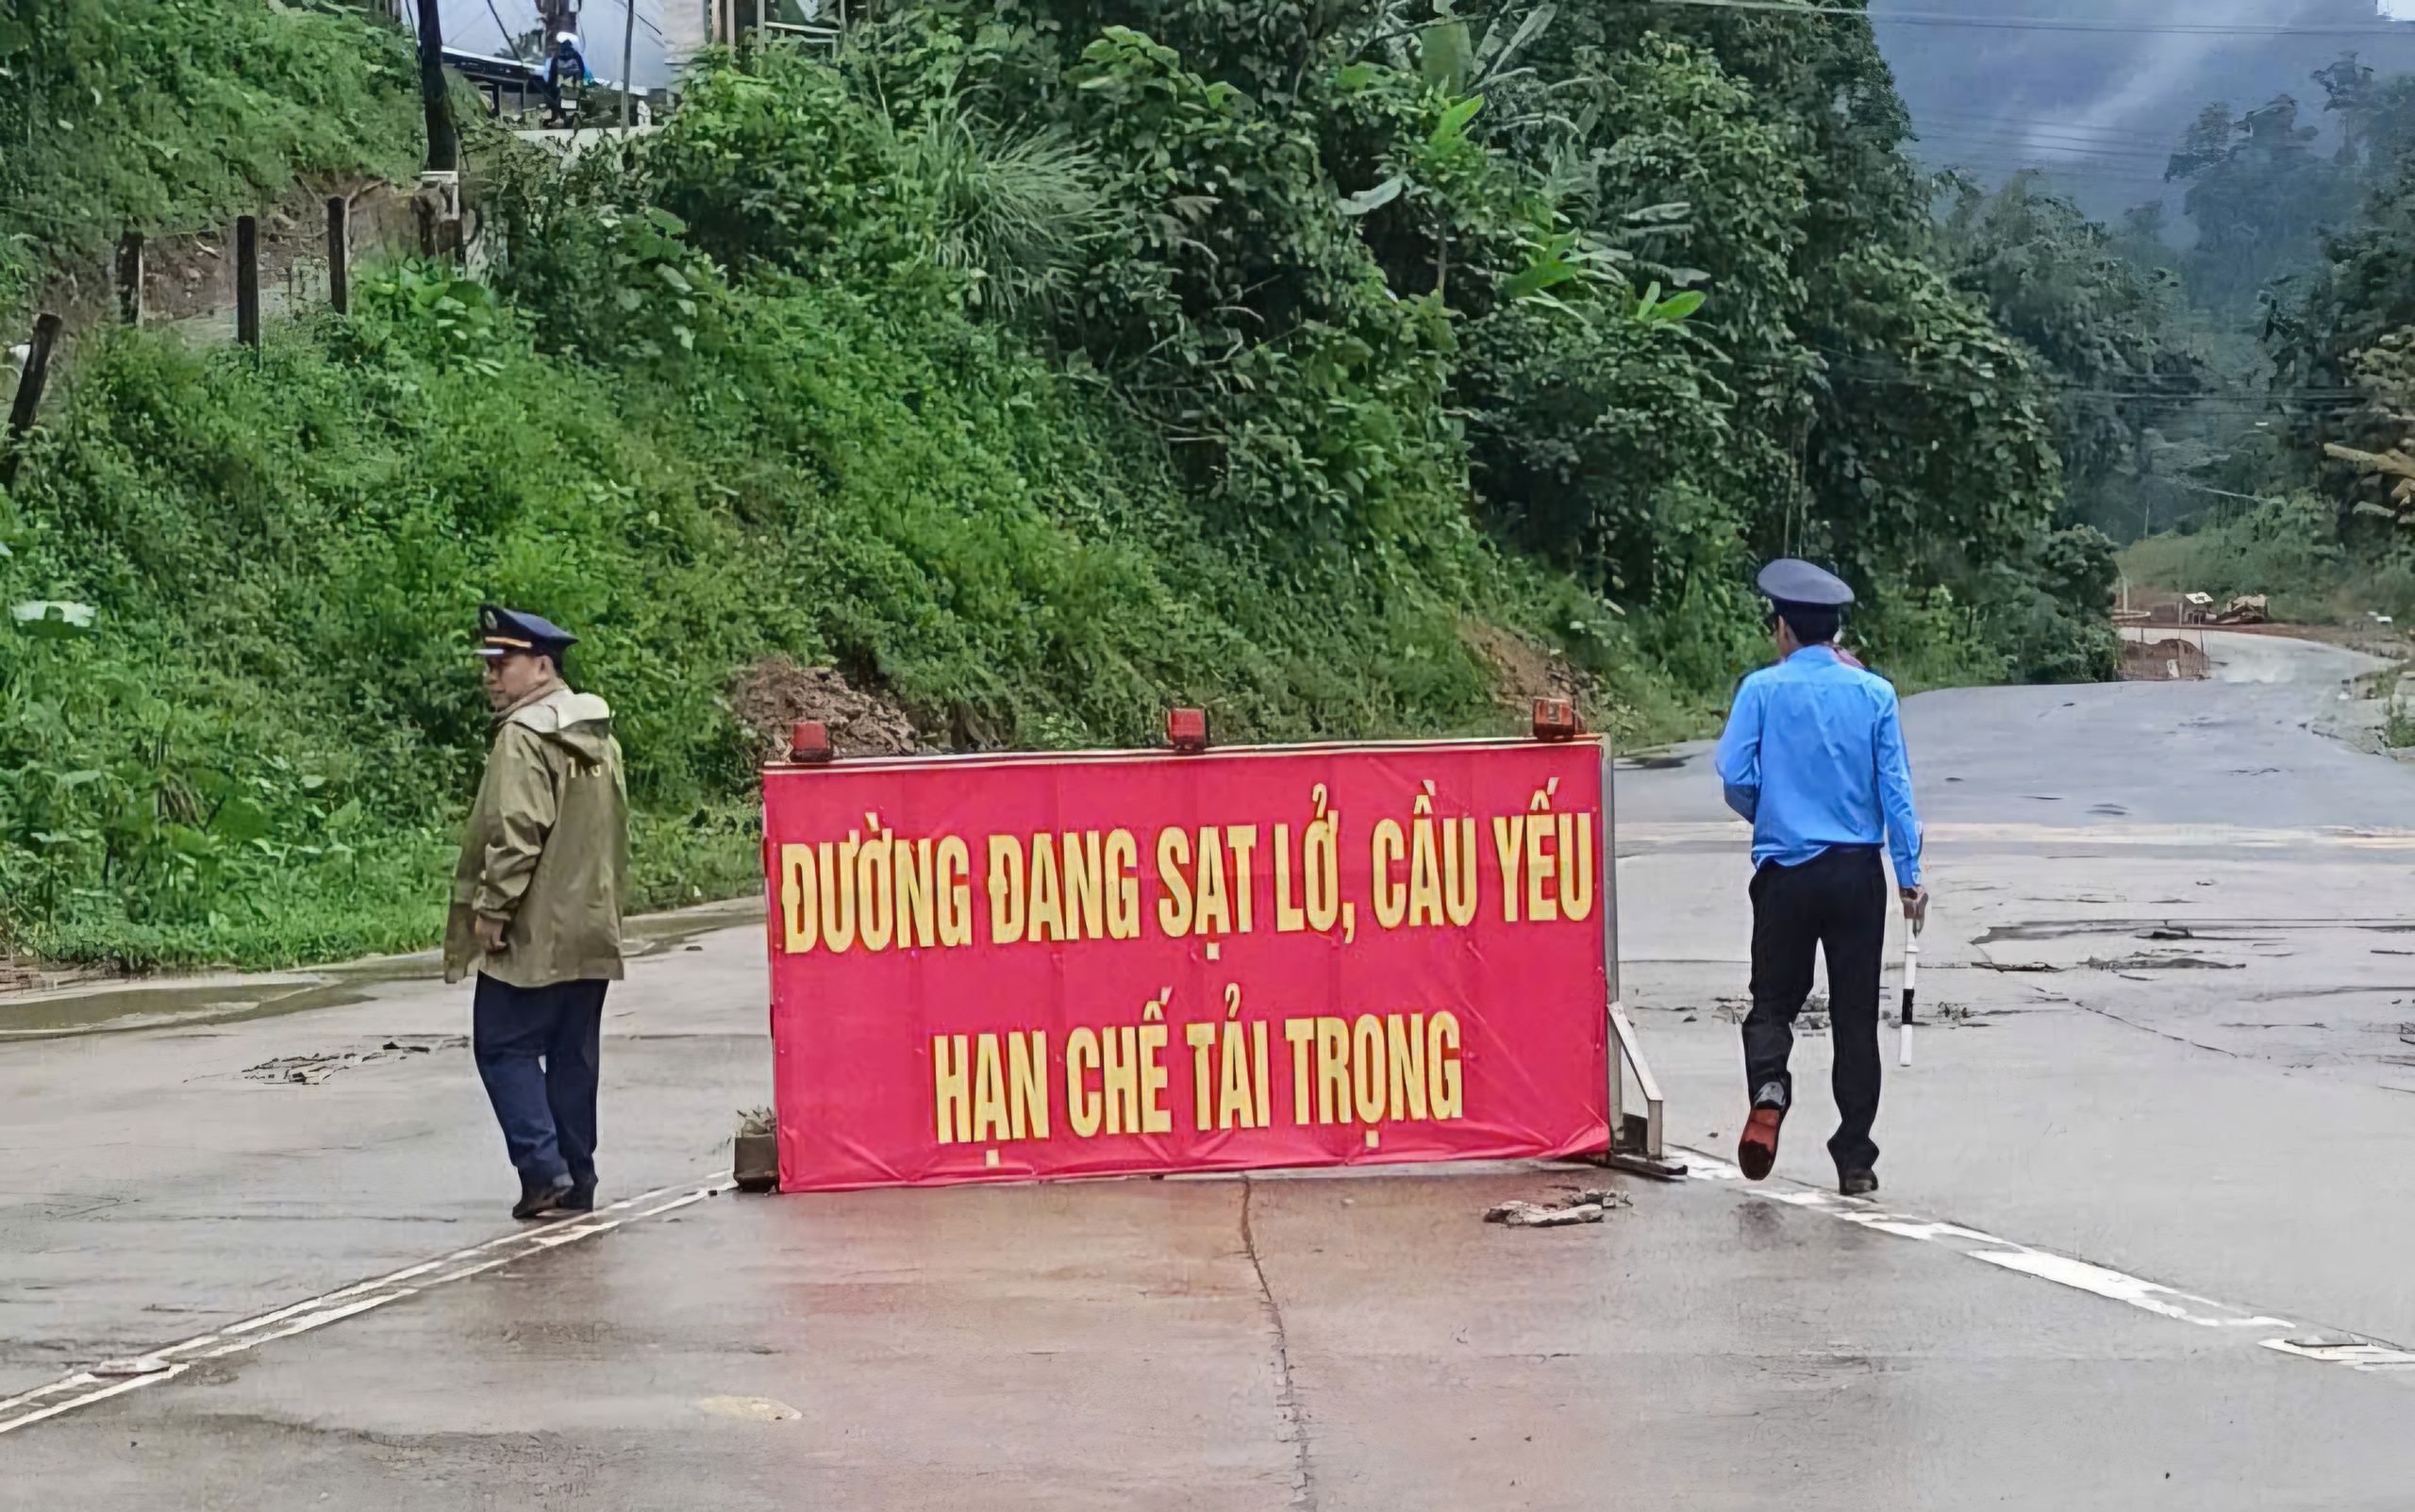 ĐƯỜNG ĐANG SẠT LỞ, CẦU YẾU
HẠN CHẾ TẢI TRỌNG